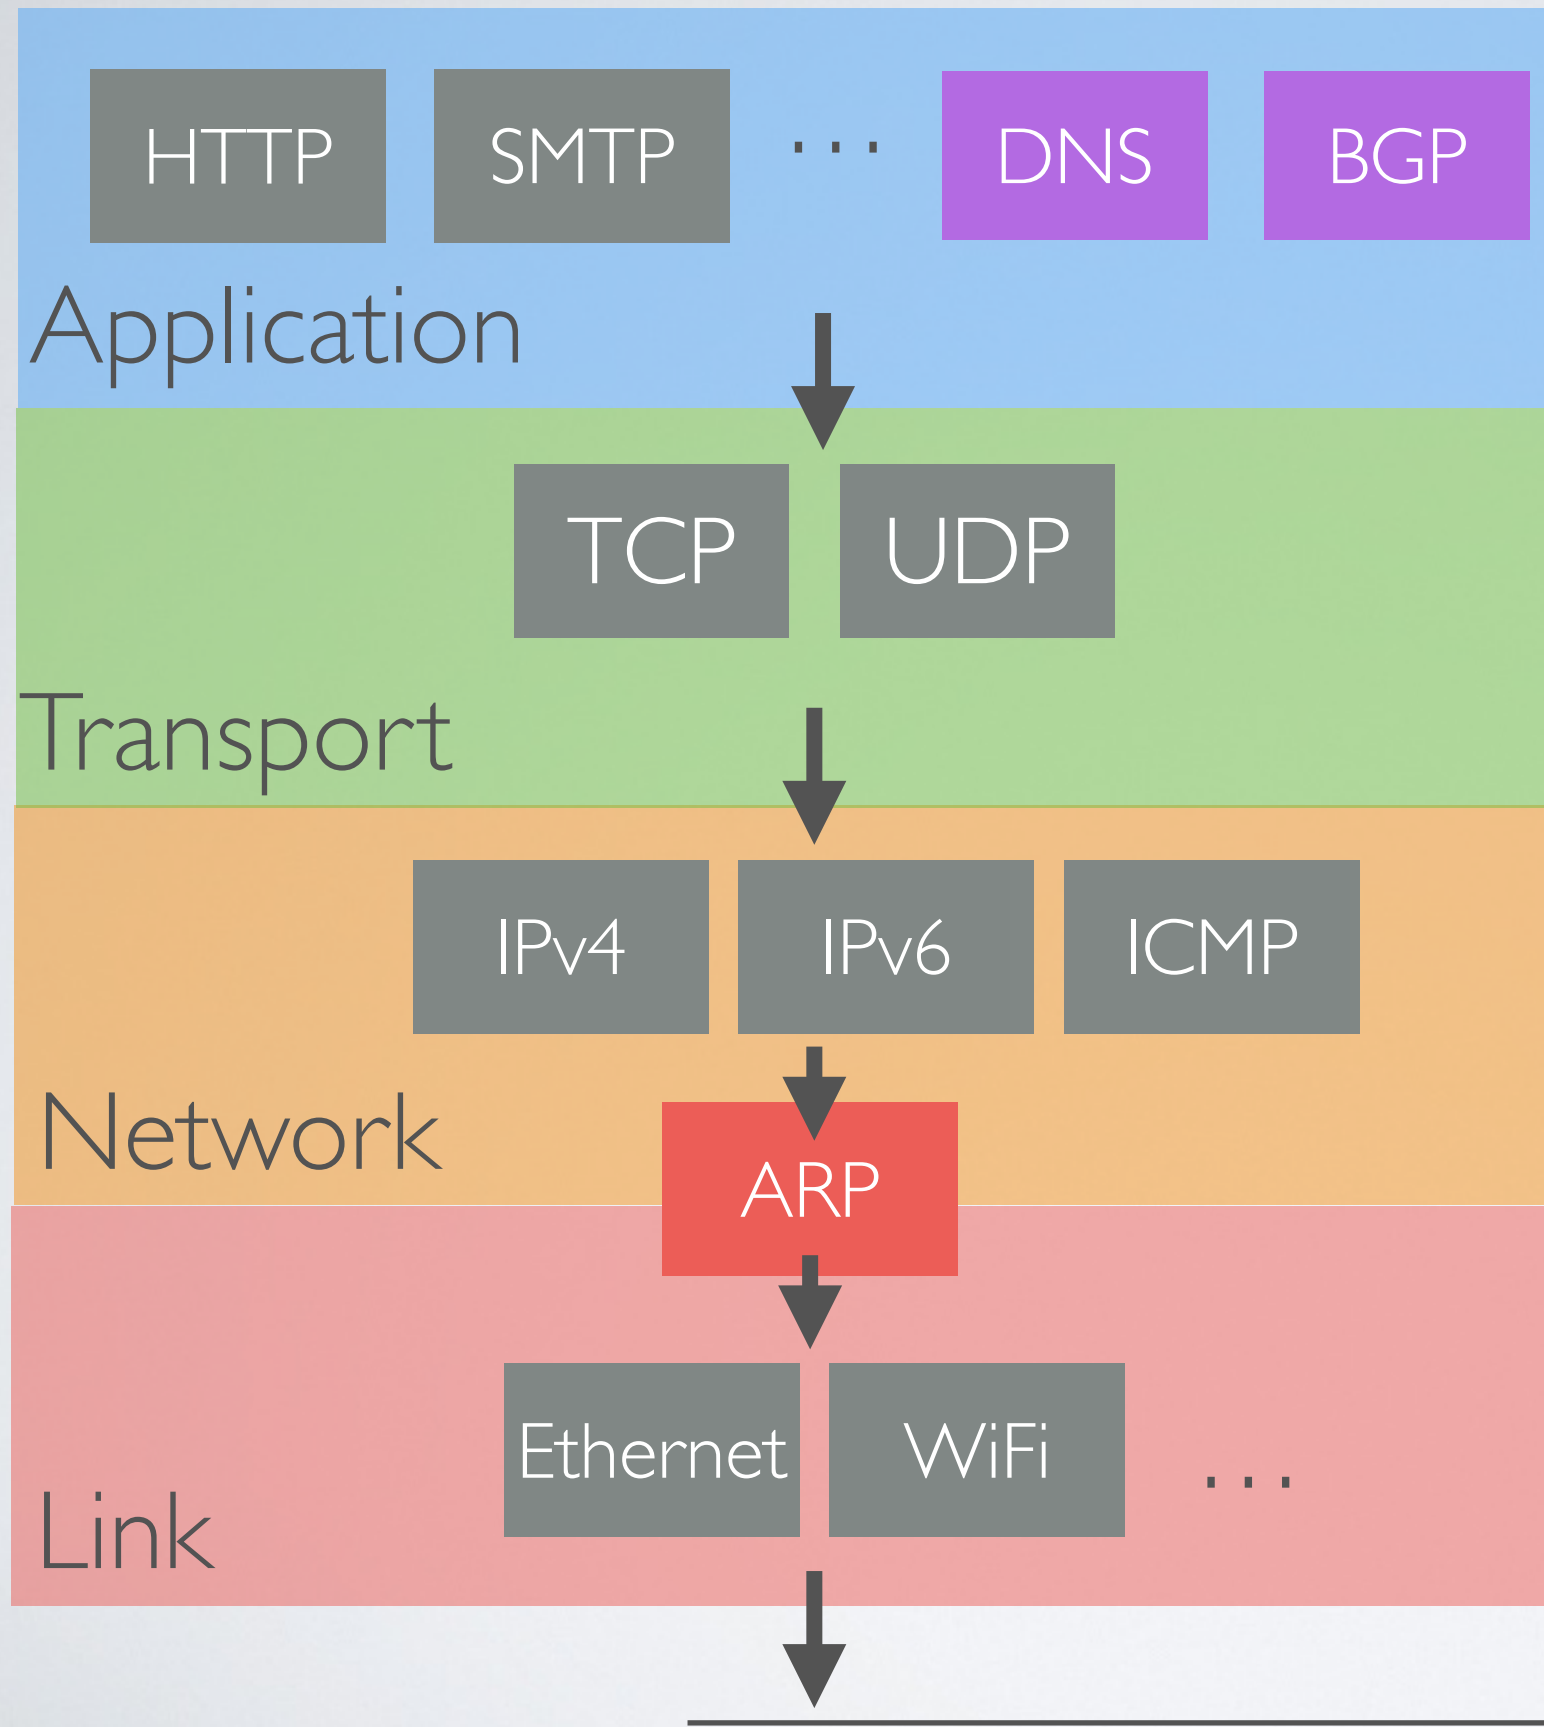 HTTP SMTP ... DNS BGP
Application
TCP UDP
Transport
IPv4 IPv6 ICMP
Network
ARP
Ethernet WiFi ...
Link